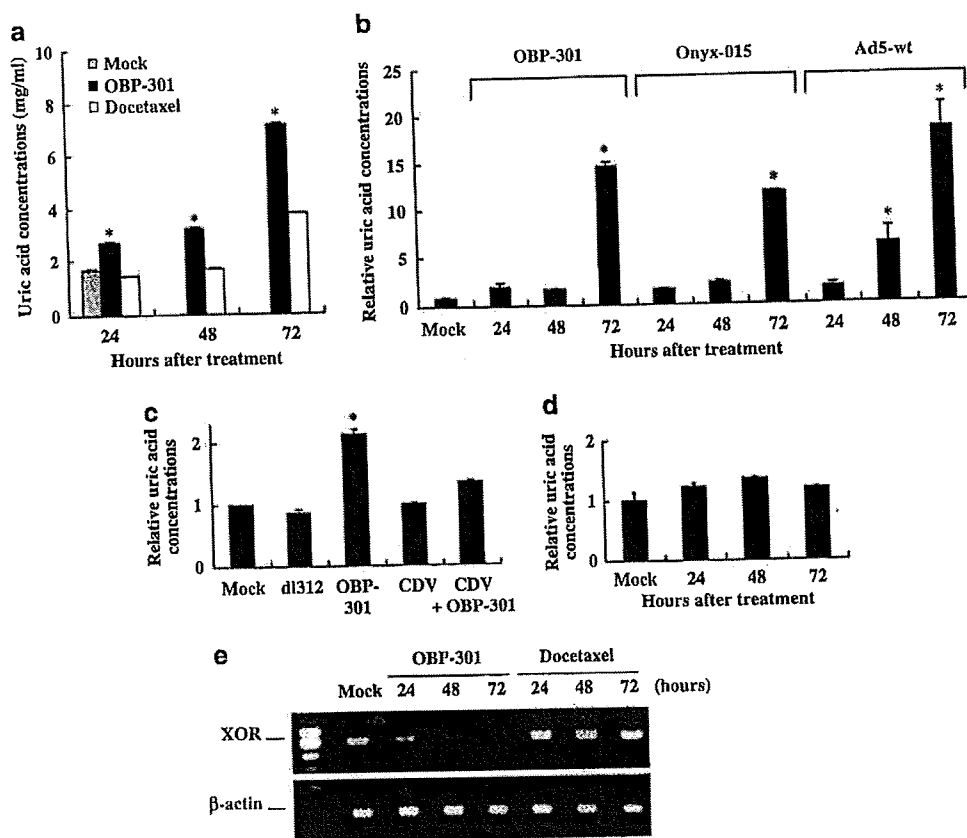 a
10
8
6
4
2
0
Uric acid concentrations (mg/ml)
Mock
OBP-301
Docetaxel
*
*
*
24 48 72
Hours after treatment
b
OBP-301 Onyx-015 Ad5-wt
25
20
15
10
5
0
Relative uric acid concentrations
*
*
*
*
Mock 24 48 72 24 48 72 24 48 72
Hours after treatment
c
2
1
0
Relative uric acid
concentrations
*
Mock dl312 OBP- CDV CDV
301 + OBP-301
d
2
1
0
Relative uric acid
concentrations
Mock 24 48 72
Hours after treatment
e
OBP-301 Docetaxel
Mock 24 48 72 24 48 72 (hours)
XOR
β-actin